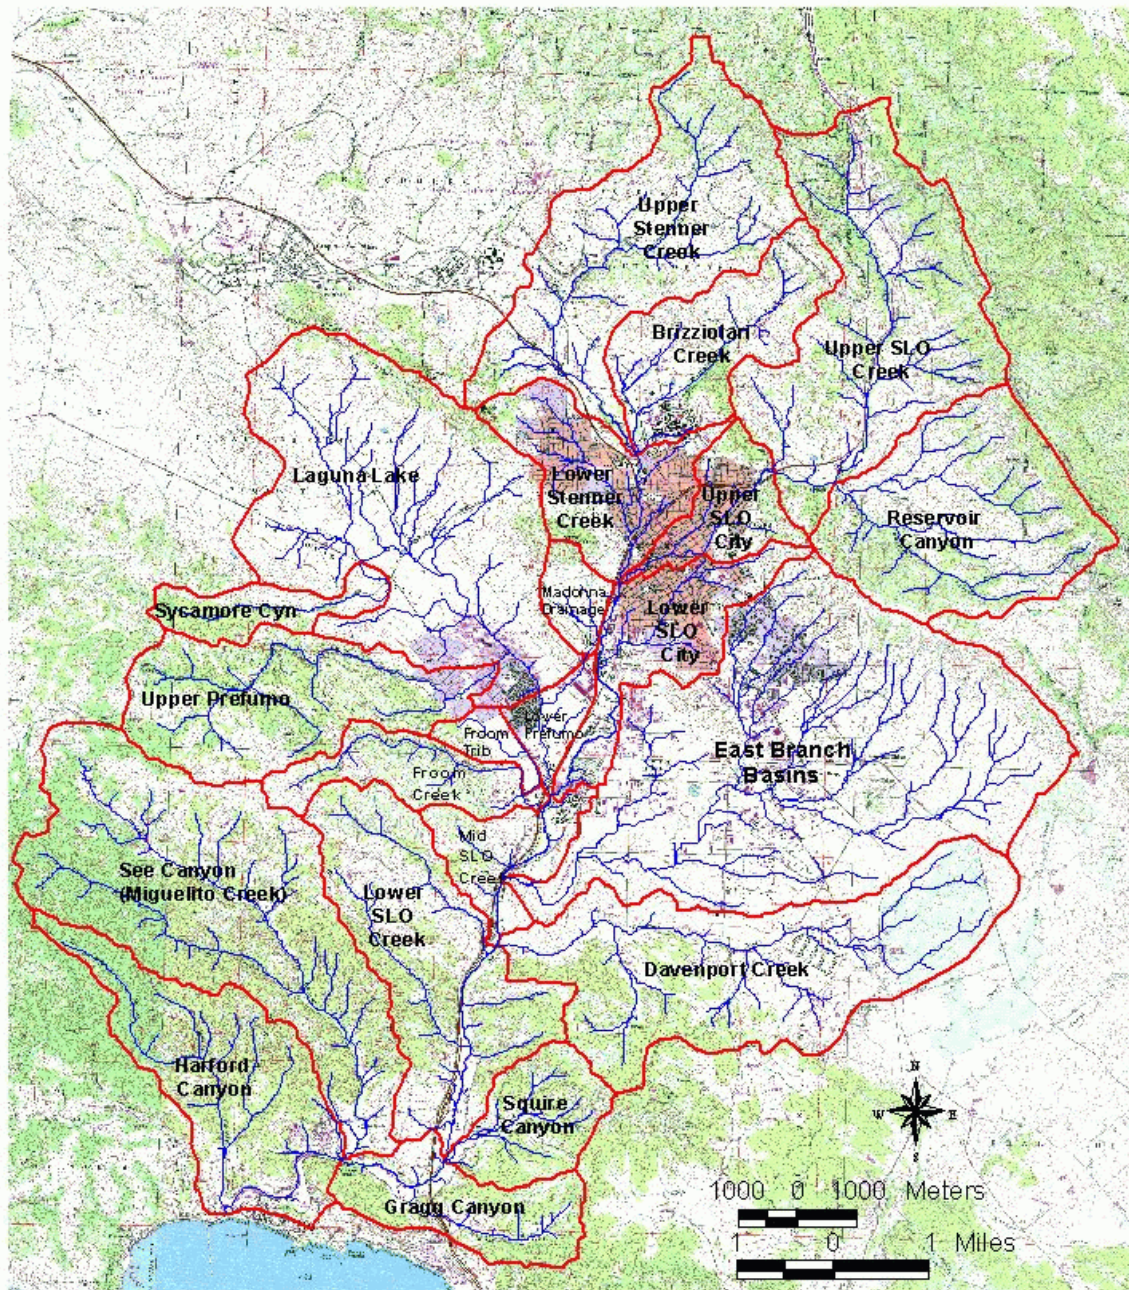 Upper
Stenner
Creek
Brizziolari
Creek
Upper SLO
Creek
Laguna Lake
Lower
Stenner
Creek
Upper
SLO
City
Reservoir
Canyon
Sycamore Cyn
Madonna
Drainage
Lower
SLO
City
Upper Prefumo
Froom
Trib
Lower
Prefumo
East Branch
Basins
Froom
Creek
Mid
SLO
Creek
See Canyon
(Miguelito Creek)
Lower
SLO
Creek
Davenport Creek
Harford
Canyon
Squire
Canyon
Gragg Canyon
N
W E
S
1000 0 1000 Meters
1 0 1 Miles